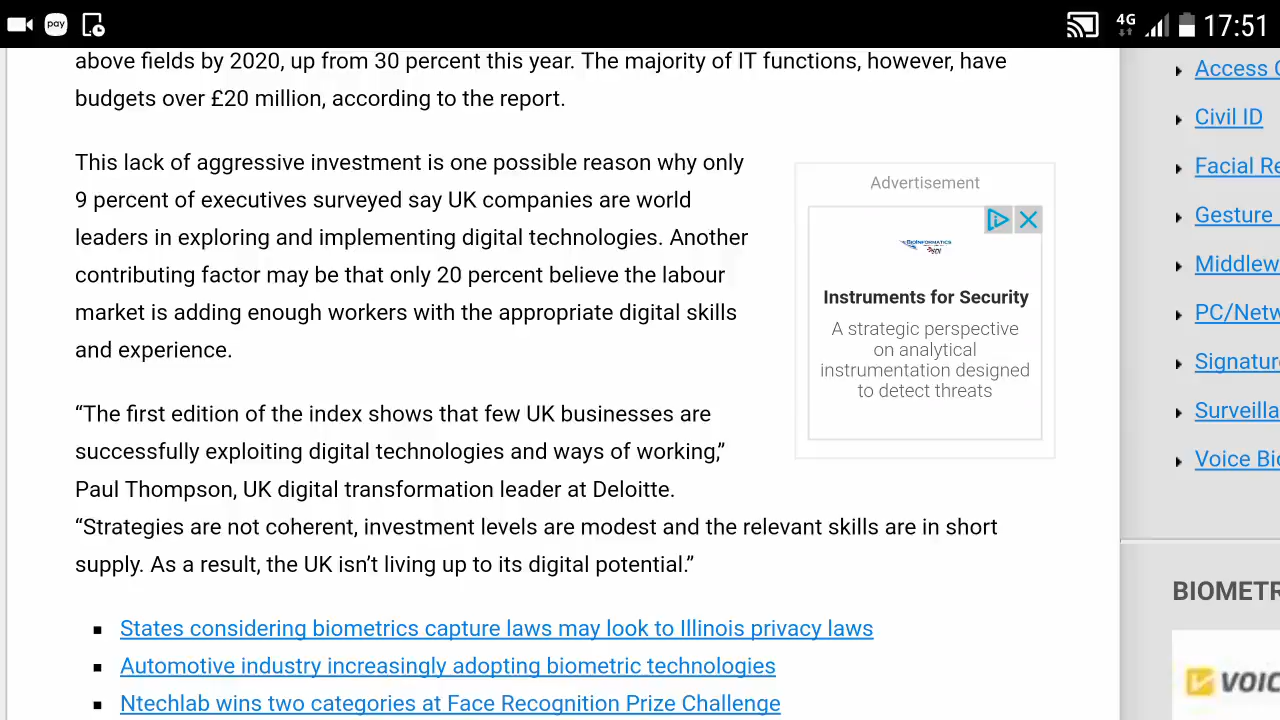 pay
4G
17:51
above fields by 2020, up from 30 percent this year. The majority of IT functions, however, have
budgets over £20 million, according to the report.
This lack of aggressive investment is one possible reason why only
9 percent of executives surveyed say UK companies are world
leaders in exploring and implementing digital technologies. Another
contributing factor may be that only 20 percent believe the labour
market is adding enough workers with the appropriate digital skills
and experience.
“The first edition of the index shows that few UK businesses are
successfully exploiting digital technologies and ways of working,”
Paul Thompson, UK digital transformation leader at Deloitte.
“Strategies are not coherent, investment levels are modest and the relevant skills are in short
supply. As a result, the UK isn’t living up to its digital potential.”
States considering biometrics capture laws may look to Illinois privacy laws
Automotive industry increasingly adopting biometric technologies
Ntechlab wins two categories at Face Recognition Prize Challenge
Advertisement
BIOINFORMATICS
Instruments for Security
A strategic perspective
on analytical
instrumentation designed
to detect threats
Access C
Civil ID
Facial Re
Gesture
Middlew
PC/Netw
Signatur
Surveilla
Voice Bio
BIOMETR
VOIC